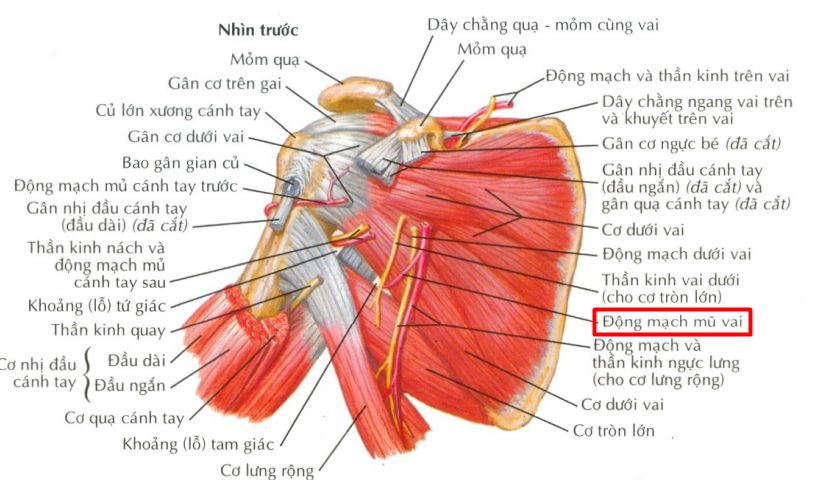 Nhìn trước
Mỏm quạ
Gân cơ trên gai
Củ lớn xương cánh tay
Gân cơ dưới vai
Bao gân gian củ
Động mạch mủ cánh tay trước
Gân nhị đầu cánh tay
(đầu dài) (đã cắt)
Thần kinh nách và
động mạch mủ
cánh tay sau
Khoảng (lỗ) tứ giác
Thần kinh quay
Cơ nhị đầu
cánh tay
Đầu dài
Đầu ngắn
Cơ quạ cánh tay
Khoảng (lỗ) tam giác
Cơ lưng rộng
Dây chằng quạ - mỏm cùng vai
Mỏm quạ
Động mạch và thần kinh trên vai
Dây chằng ngang vai trên
và khuyết trên vai
Gân cơ ngực bé (đã cắt)
Gân nhị đầu cánh tay
(đầu ngắn) (đã cắt) và
gân quạ cánh tay (đã cắt)
Cơ dưới vai
Động mạch dưới vai
Thần kinh vai dưới
(cho cơ tròn lớn)
Động mạch mũ vai
Động mạch và
thần kinh ngực lưng
(cho cơ lưng rộng)
Cơ dưới vai
Cơ tròn lớn